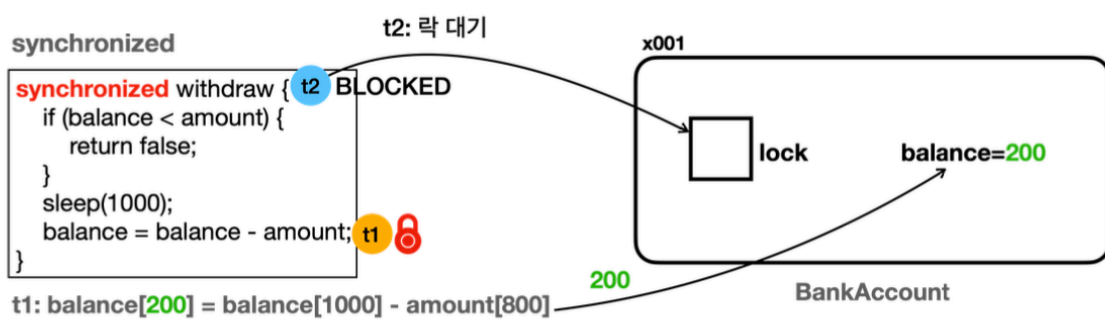 t2: 락 대기
synchronized
x001
synchronized withdraw { t2 BLOCKED
if (balance < amount) {
return false;
}
sleep(1000);
balance = balance - amount; t1
}
lock
balance=200
200
BankAccount
t1: balance[200] = balance[1000] - amount[800]